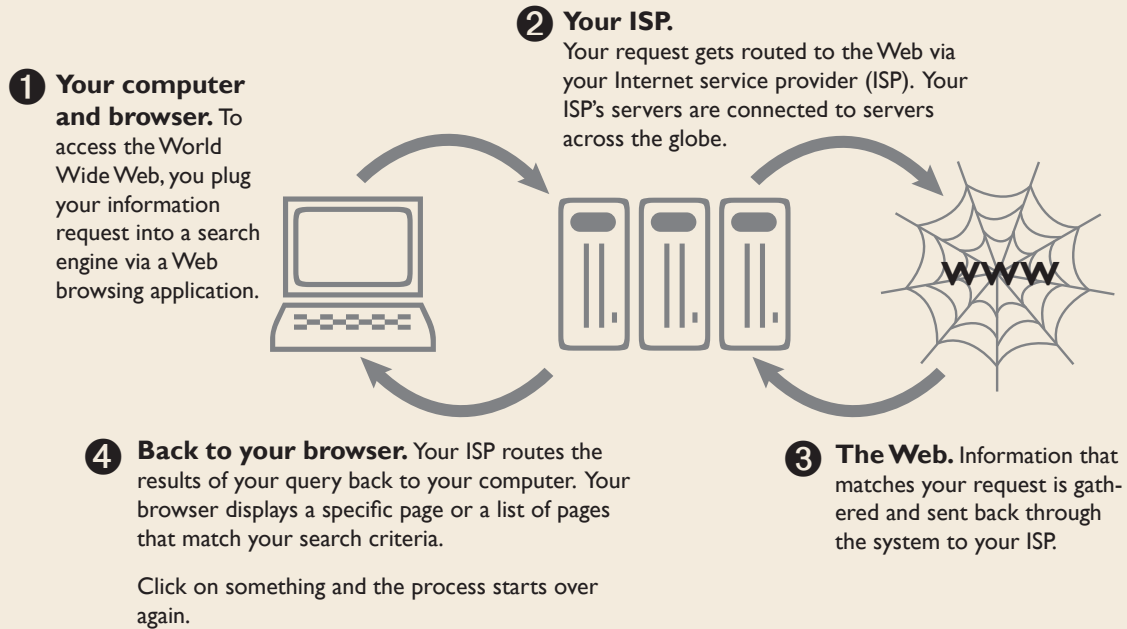 ❶ Your computer
and browser. To
access the World
Wide Web, you plug
your information
request into a search
engine via a Web
browsing application.
❷ Your ISP.
Your request gets routed to the Web via
your Internet service provider (ISP). Your
ISP's servers are connected to servers
across the globe.
WWW
❸ The Web. Information that
matches your request is gath-
ered and sent back through
the system to your ISP.
❹ Back to your browser. Your ISP routes the
results of your query back to your computer. Your
browser displays a specific page or a list of pages
that match your search criteria.
Click on something and the process starts over
again.